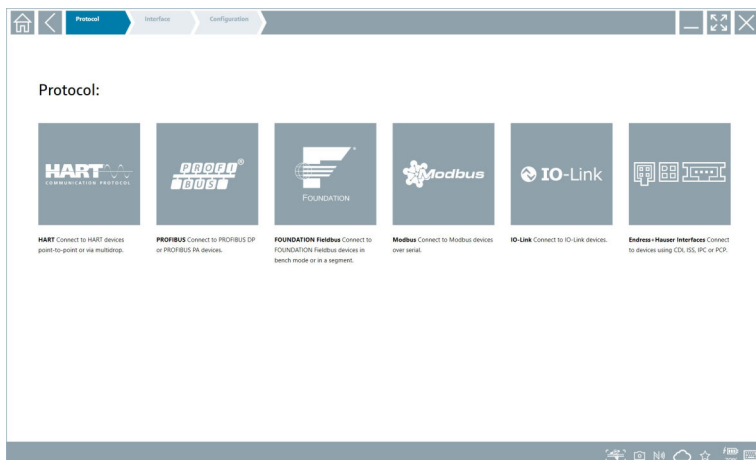 Protocol
Interface
Configuration
Protocol:
HART
COMMUNICATION PROTOCOL
PROFI®
BUS
FOUNDATION
Modbus
IO-Link
HART Connect to HART devices
point-to-point or via multidrop.
PROFIBUS Connect to PROFIBUS DP
or PROFIBUS PA devices.
FOUNDATION Fieldbus Connect to
FOUNDATION Fieldbus devices in
bench mode or in a segment.
Modbus Connect to Modbus devices
over serial.
IO-Link Connect to IO-Link devices.
Endress+Hauser Interfaces Connect
to devices using CDI, ISS, IPC or PCP.